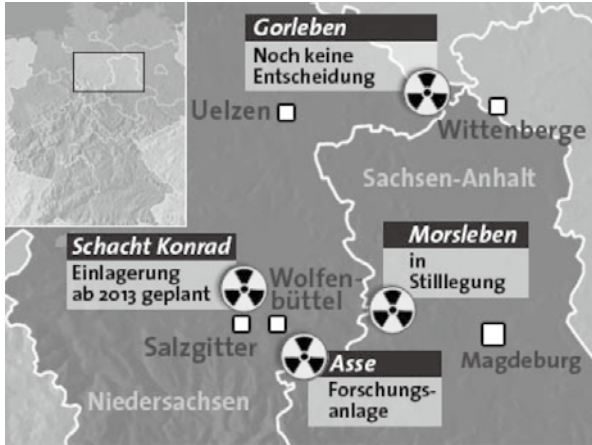 Gorleben
Noch keine
Entscheidung
Uelzen
Wittenberge
Sachsen-Anhalt
Schacht Konrad
Einlagerung
ab 2013 geplant
Wolfen-
büttel
Morsleben
in
Stilllegung
Salzgitter
Magdeburg
Asse
Forschungs-
anlage
Niedersachsen